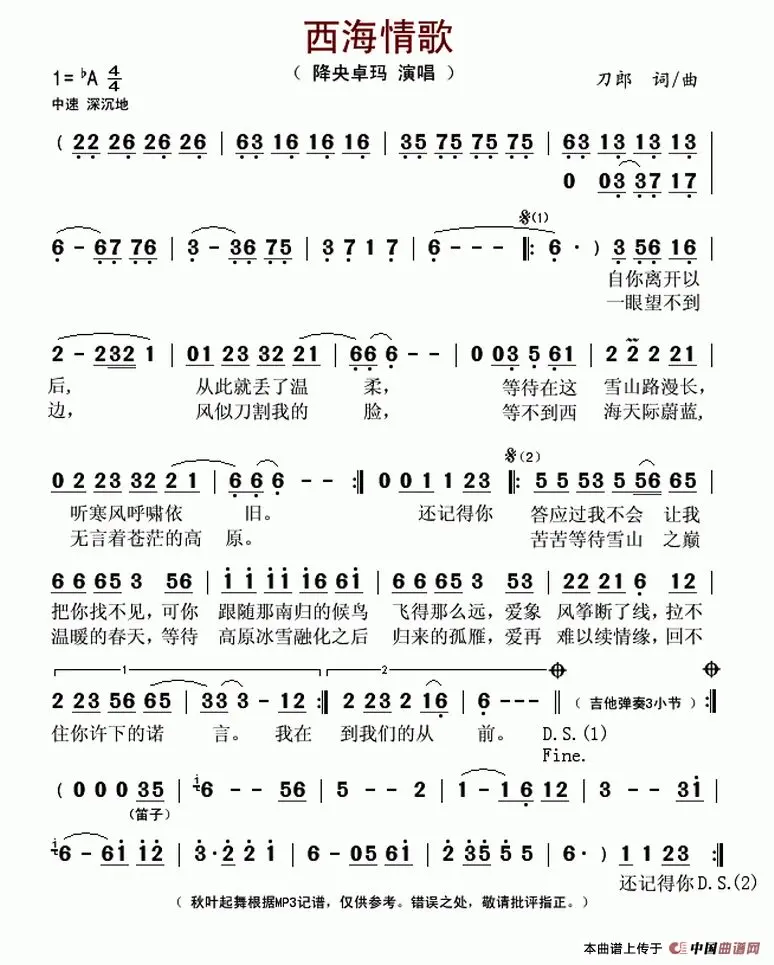 西海情歌
1=♭A 4/4
( 降央卓玛 演唱 )
刀郎 词/曲
中速 深沉地
( 22 26 26 26 | 63 16 16 16 | 35 75 75 75 | 63 13 13 13 |
0 03 37 17
6 - 67 76 | 3 - 36 75 | 3 7 1 7 | 6 - - - ‖: 6 · ) 3 56 16 |
𝄋(1)
自你离开以
一眼望不到
2 - 232 1 | 01 23 32 21 | 66 6 - - | 0 03 5 61 | 2 2 2 21 |
后, 从此就丢了温 柔, 等待在这 雪山路漫长,
边, 风似刀割我的 脸, 等不到西 海天际蔚蓝,
𝄋(2)
0 2 23 32 21 | 66 6 - - :‖ 0 0 1 1 23 ‖: 5 5 53 5 56 65 |
听寒风呼啸依 旧。 还记得你 答应过我不会 让我
无言着苍茫的高 原。 苦苦等待雪山 之巅
6 6 65 3 56 | 1 1 11 16 61 | 6 6 65 3 53 | 22 21 6 12 |
把你找不见,可你 跟随那南归的候鸟 飞得那么远,爱象 风筝断了线,拉不
温暖的春天,等待 高原冰雪融化之后 归来的孤雁,爱再 难以续情缘,回不
1 2
2 23 56 65 | 33 3 - 12 :‖ 2 23 2 16 | 6 - - - ‖ ( 吉他弹奏3小节 ) :‖
住你许下的诺 言。 我在 到我们的从 前。 D.S.(1)
Fine.
( 0 0 0 35 | i6 - - 56 | 5 - - 2 | 1 - 16 12 | 3 - - 31 |
(笛子)
i6 - 61 12 | 3 · 2 2 1 | 6 - 05 61 | 2 35 5 5 | 6 · ) 1 1 23 :‖
还记得你D.S.(2)
( 秋叶起舞根据MP3记谱,仅供参考。错误之处,敬请批评指正。)
本曲谱上传于 中国曲谱网